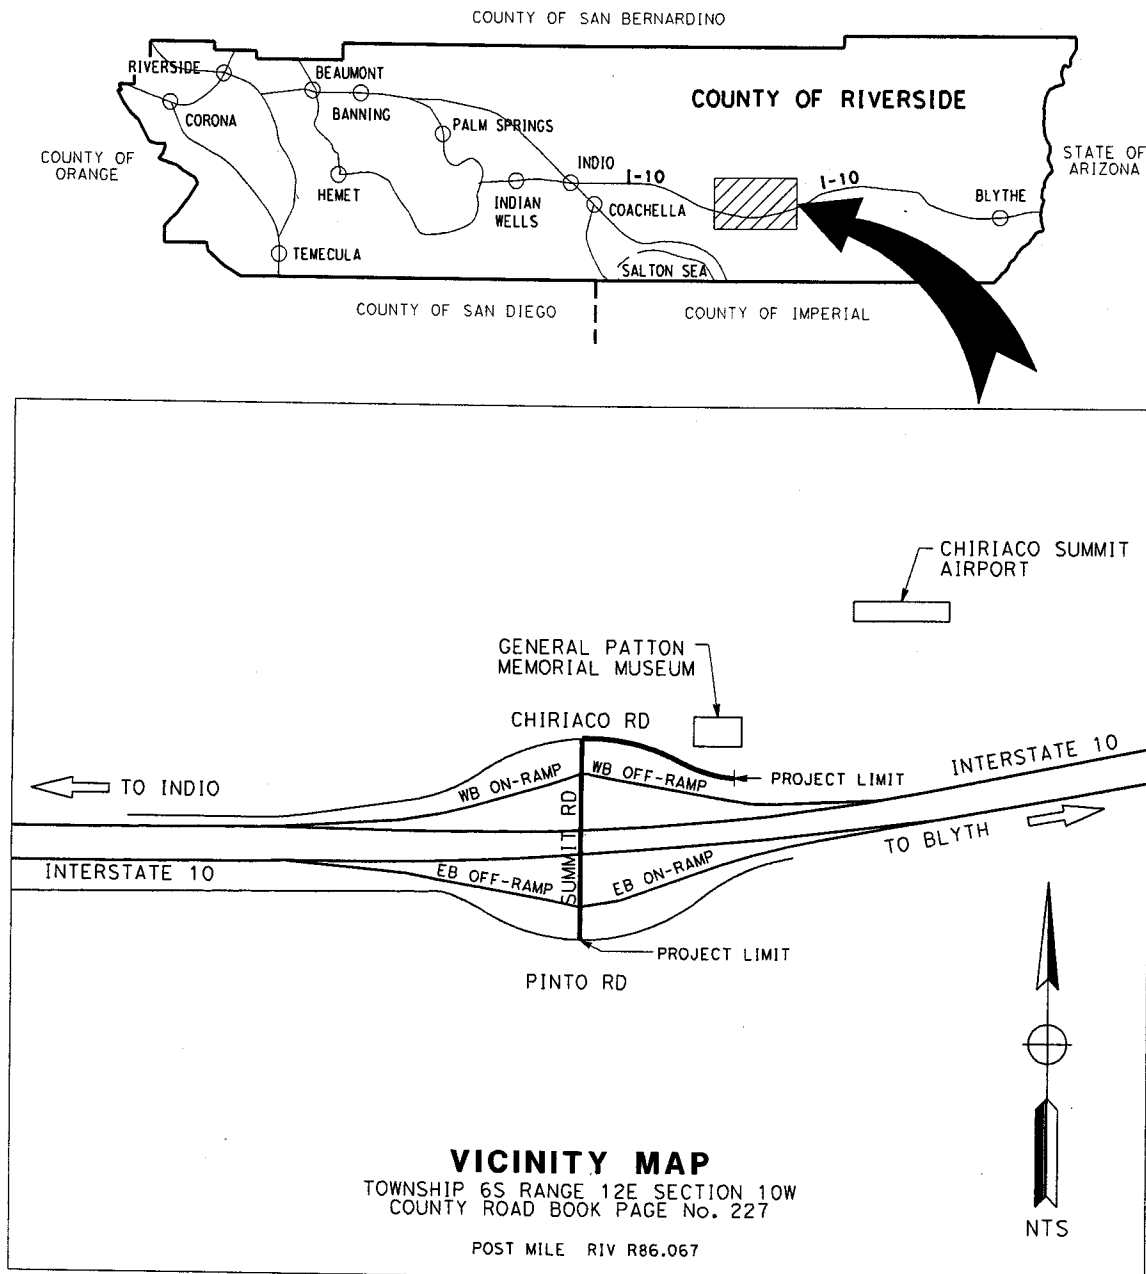 COUNTY OF SAN BERNARDINO
RIVERSIDE
BEAUMONT
COUNTY OF RIVERSIDE
CORONA
BANNING
PALM SPRINGS
COUNTY OF
ORANGE
STATE OF
ARIZONA
HEMET
INDIO
I-10
I-10
INDIAN
WELLS
COACHELLA
BLYTHE
TEMECULA
SALTON SEA
COUNTY OF SAN DIEGO
COUNTY OF IMPERIAL
CHIRIACO SUMMIT
AIRPORT
GENERAL PATTON
MEMORIAL MUSEUM
CHIRIACO RD
INTERSTATE 10
TO INDIO
WB ON-RAMP
WB OFF-RAMP
PROJECT LIMIT
SUMMIT RD
TO BLYTH
INTERSTATE 10
EB OFF-RAMP
EB ON-RAMP
PROJECT LIMIT
PINTO RD
VICINITY MAP
TOWNSHIP 6S RANGE 12E SECTION 10W
COUNTY ROAD BOOK PAGE No. 227
POST MILE RIV R86.067
NTS